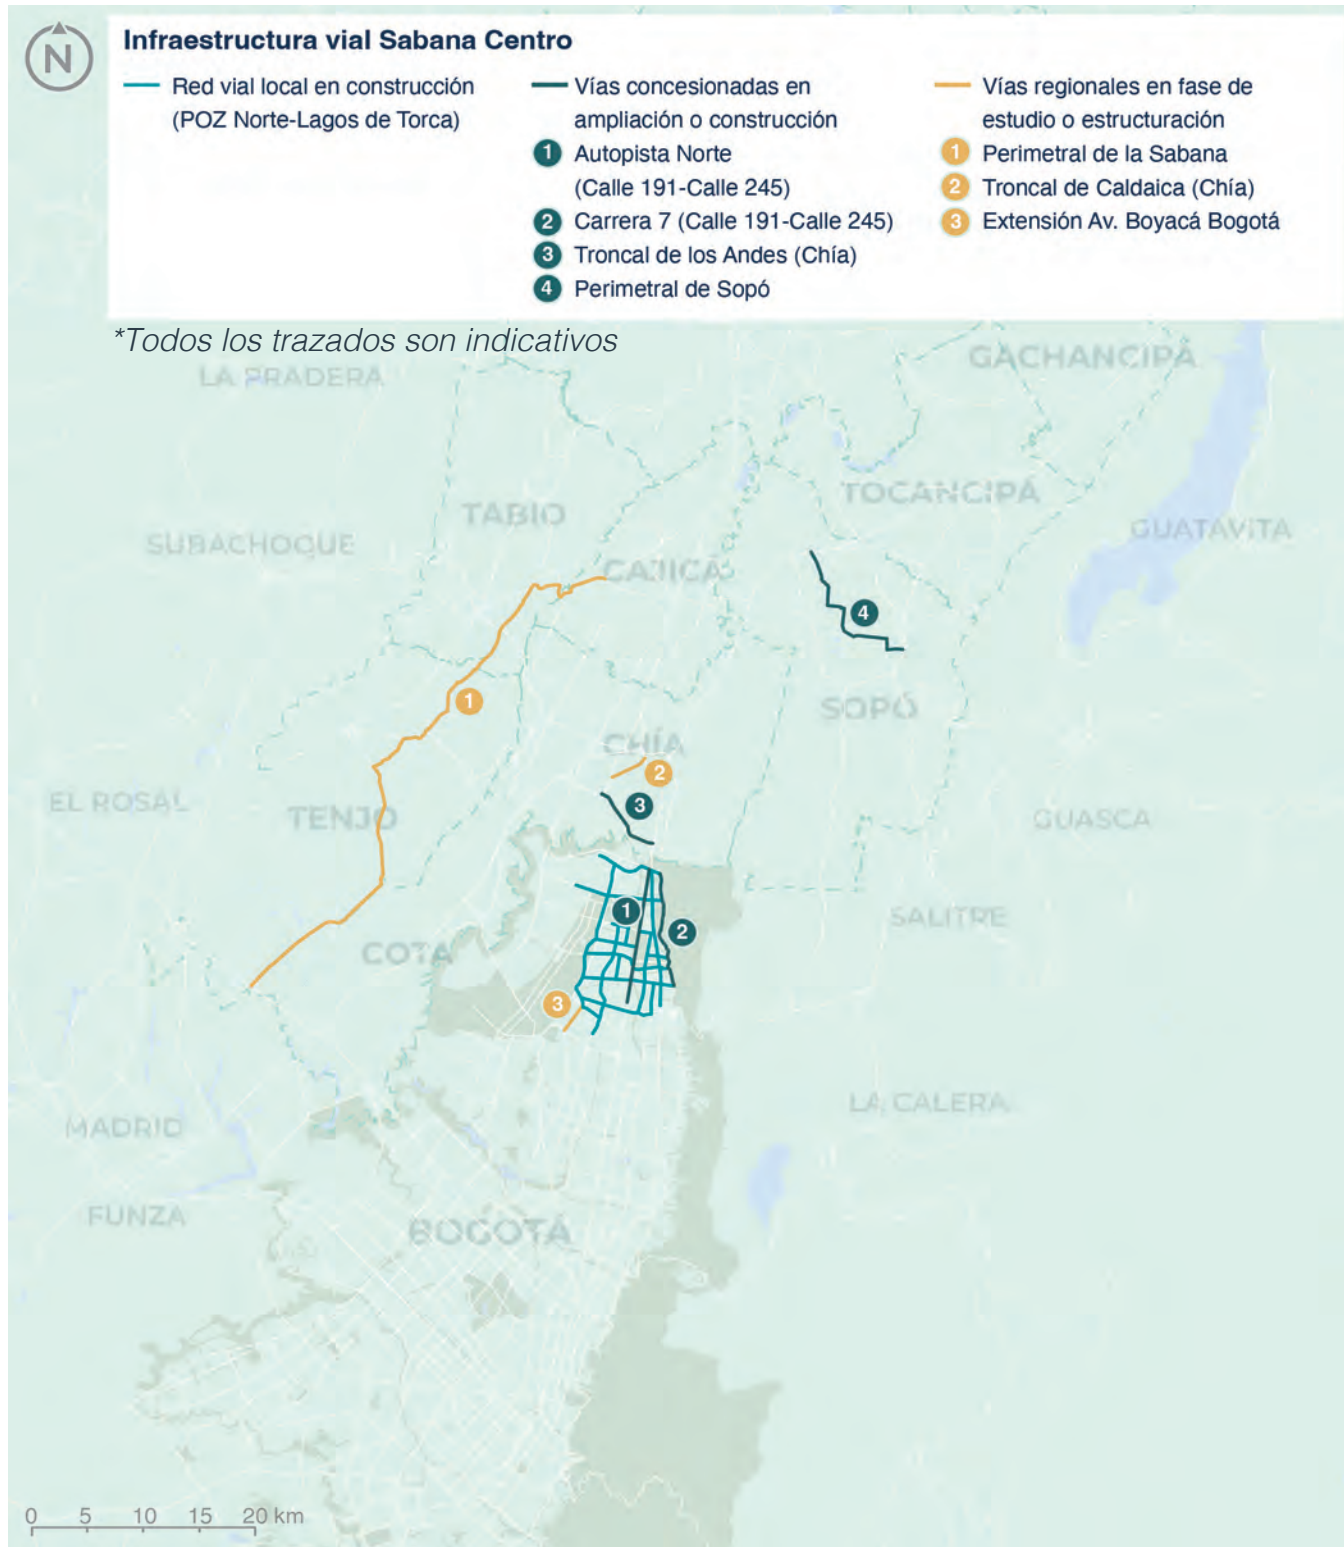 N
Infraestructura vial Sabana Centro
Red vial local en construcción
(POZ Norte-Lagos de Torca)
Vías concesionadas en
ampliación o construcción
1 Autopista Norte
(Calle 191-Calle 245)
2 Carrera 7 (Calle 191-Calle 245)
3 Troncal de los Andes (Chía)
4 Perimetral de Sopó
Vías regionales en fase de
estudio o estructuración
1 Perimetral de la Sabana
2 Troncal de Caldaica (Chía)
3 Extensión Av. Boyacá Bogotá
*Todos los trazados son indicativos
GACHANCIPÁ
LA PRADERA
TOCANCIPÁ
TABIO
GUATAVITA
SUBACHOQUE
CAJICÁ
4
1
SOPÓ
CHÍA
2
EL ROSAL
3
TENJO
GUASCA
1
SALITRE
2
COTA
3
LA CALERA
MADRID
FUNZA
BOGOTÁ
0 5 10 15 20 km